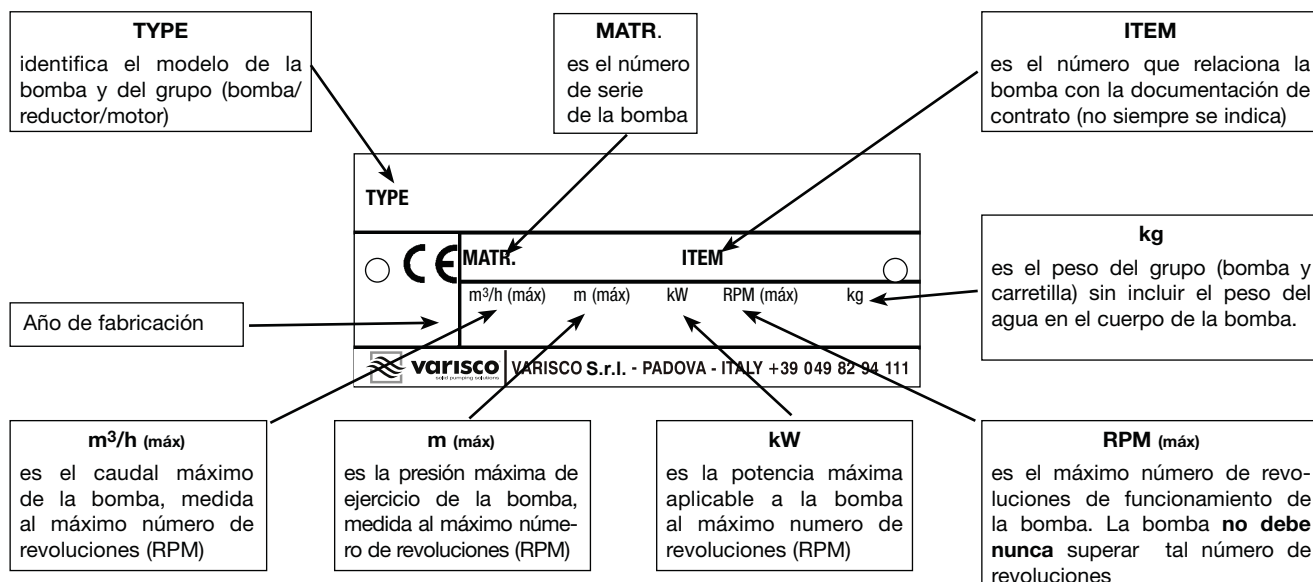 TYPE
identifica el modelo de la
bomba y del grupo (bomba/
reductor/motor)
MATR.
es el número
de serie
de la bomba
ITEM
es el número que relaciona la
bomba con la documentación de
contrato (no siempre se indica)
TYPE
CE MATR. ITEM
m³/h (máx) m (máx) kW RPM (máx) kg
kg
es el peso del grupo (bomba y
carretilla) sin incluir el peso del
agua en el cuerpo de la bomba.
Año de fabricación
varisco
solid pumping solutions
VARISCO S.r.l. - PADOVA - ITALY +39 049 82 94 111
m³/h (máx)
es el caudal máximo
de la bomba, medida
al máximo número de
revoluciones (RPM)
m (máx)
es la presión máxima de
ejercicio de la bomba,
medida al máximo núme-
ro de revoluciones (RPM)
kW
es la potencia máxima
aplicable a la bomba
al máximo numero de
revoluciones (RPM)
RPM (máx)
es el máximo número de revo-
luciones de funcionamiento de
la bomba. La bomba no debe
nunca superar tal número de
revoluciones